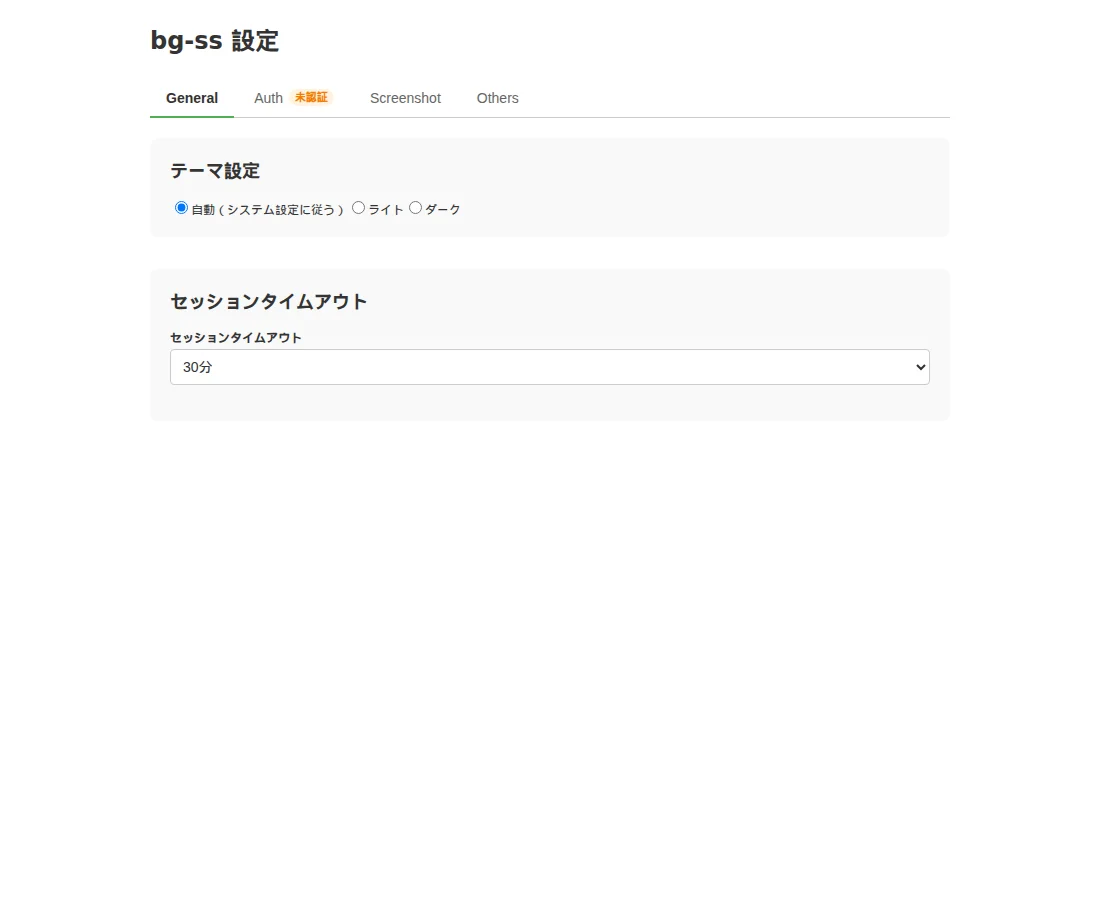 bg-ss 設定
General Auth 未認証 Screenshot Others
テーマ設定
自動（システム設定に従う） ライト ダーク
セッションタイムアウト
セッションタイムアウト
30分